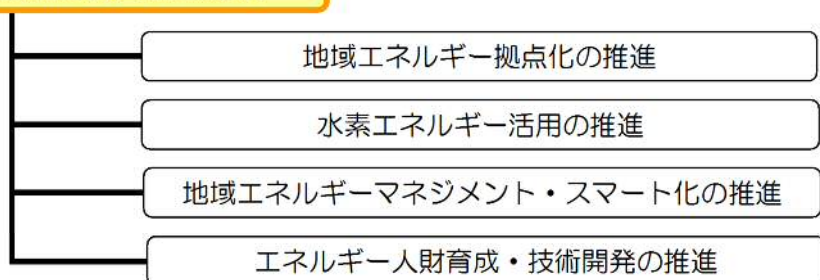 地域エネルギー拠点化の推進
水素エネルギー活用の推進
地域エネルギーマネジメント・スマート化の推進
エネルギー人財育成・技術開発の推進